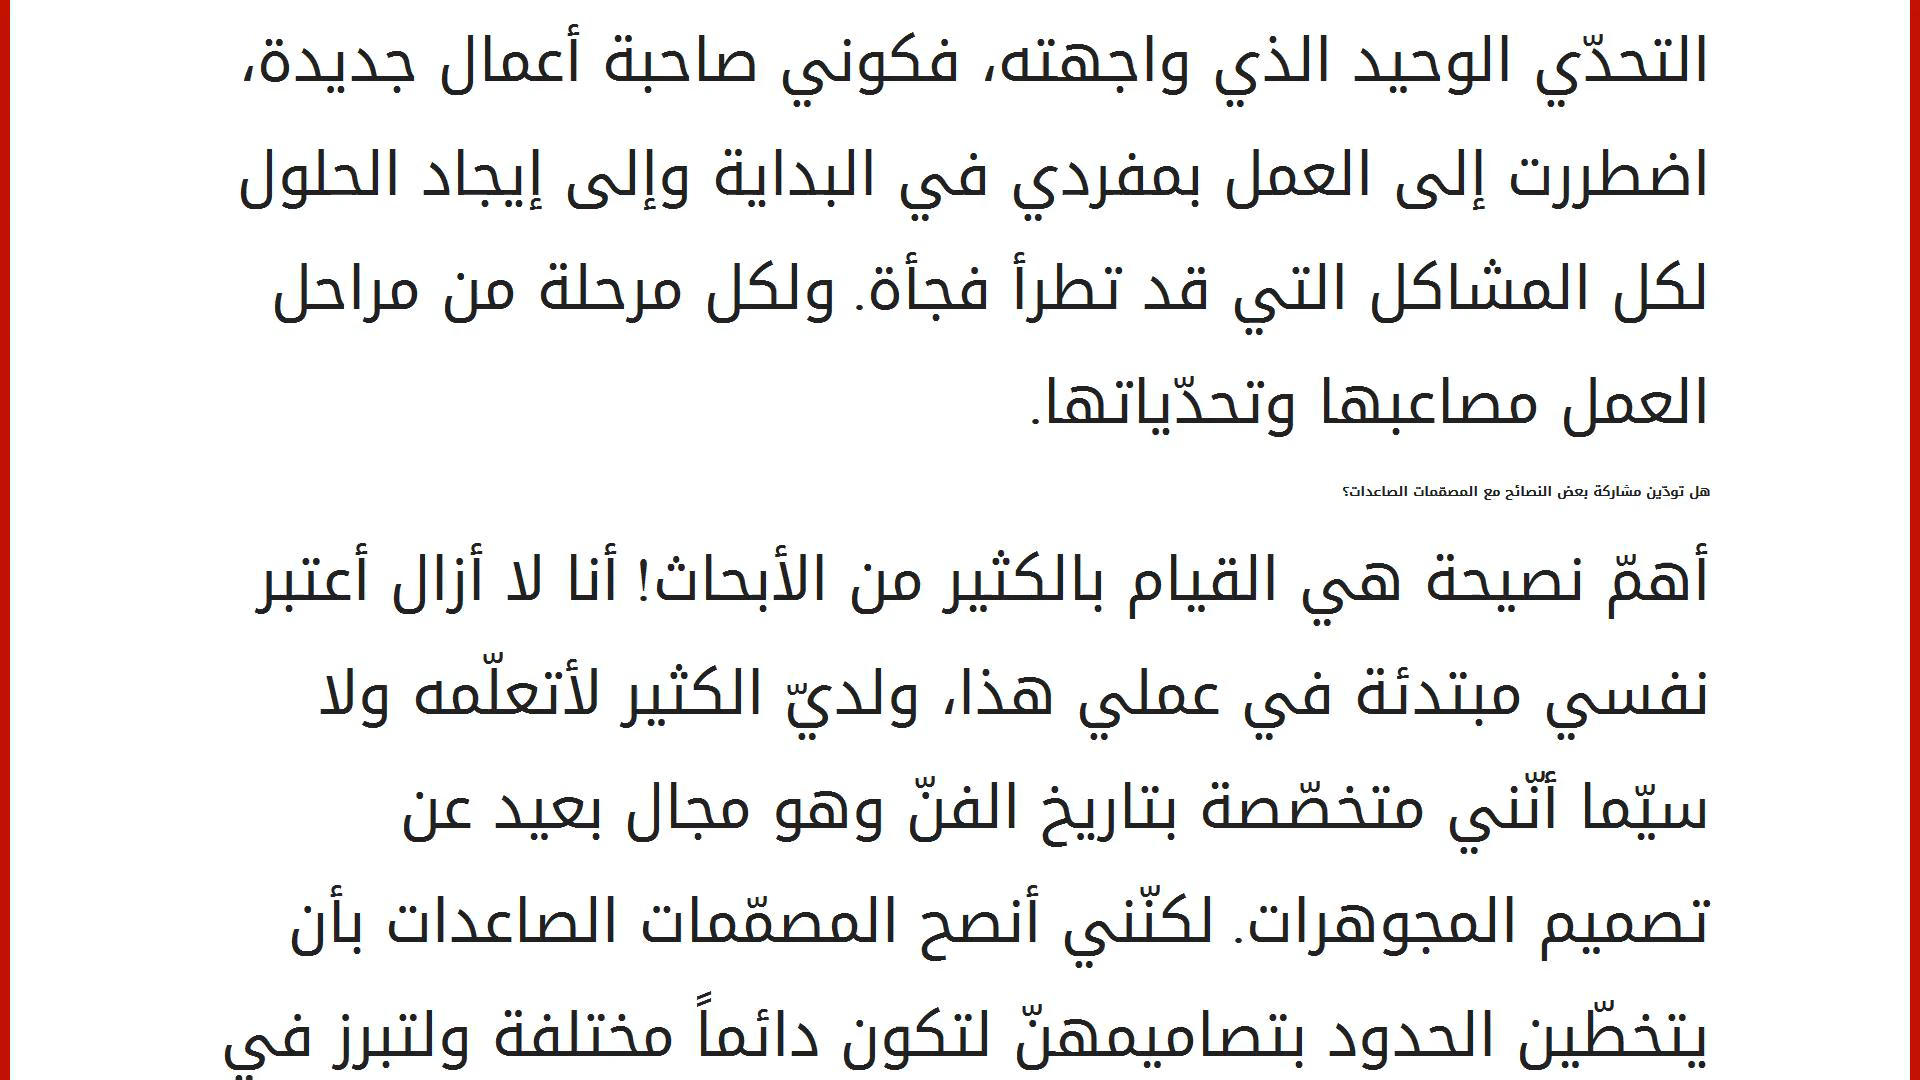 التحدّي الوحيد الذي واجهته، فكوني صاحبة أعمال جديدة،
اضطررت إلى العمل بمفردي في البداية وإلى إيجاد الحلول
لكل المشاكل التي قد تطرأ فجأة. ولكل مرحلة من مراحل
العمل مصاعبها وتحدّياتها.
هل تودّين مشاركة بعض النصائح مع المصمّمات الصاعدات؟
أهمّ نصيحة هي القيام بالكثير من الأبحاث! أنا لا أزال أعتبر
نفسي مبتدئة في عملي هذا، ولديّ الكثير لأتعلّمه ولا
سيّما أنّني متخصّصة بتاريخ الفنّ وهو مجال بعيد عن
تصميم المجوهرات. لكنّني أنصح المصمّمات الصاعدات بأن
يتخطّين الحدود بتصاميمهنّ لتكون دائماً مختلفة ولتبرز في